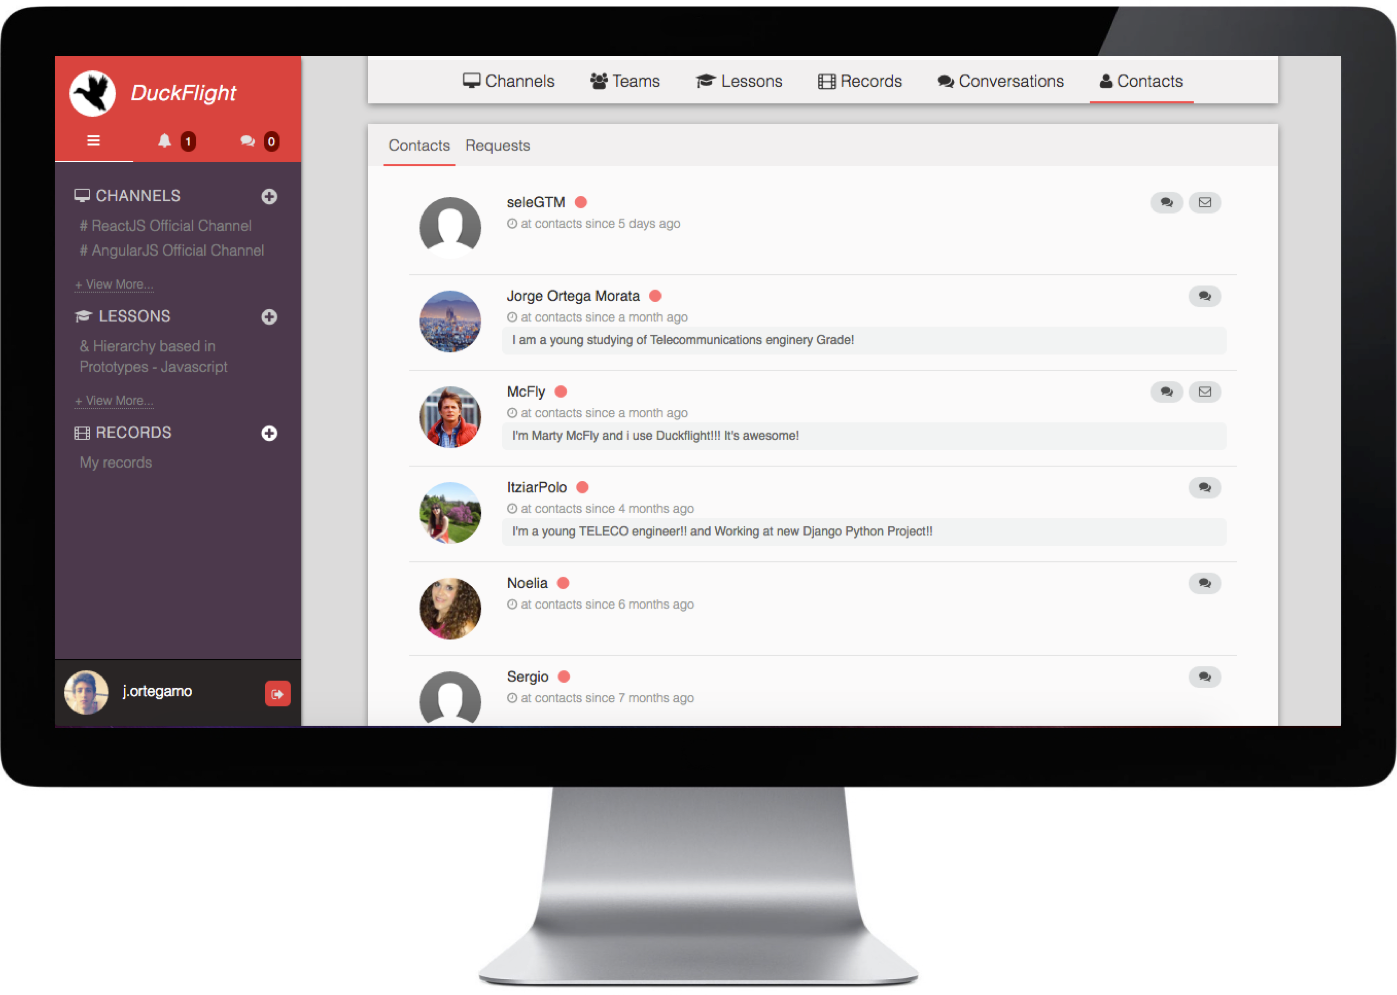 DuckFlight
1
0
CHANNELS
# ReactJS Official Channel
# AngularJS Official Channel
+ View More...
LESSONS
& Hierarchy based in
Prototypes - Javascript
+ View More...
RECORDS
My records
j.ortegamo
Channels Teams Lessons Records Conversations Contacts
Contacts Requests
seleGTM
at contacts since 5 days ago
Jorge Ortega Morata
at contacts since a month ago
I am a young studying of Telecommunications enginery Grade!
McFly
at contacts since a month ago
I'm Marty McFly and i use Duckflight!!! It's awesome!
ItziarPolo
at contacts since 4 months ago
I'm a young TELECO engineer!! and Working at new Django Python Project!!
Noelia
at contacts since 6 months ago
Sergio
at contacts since 7 months ago